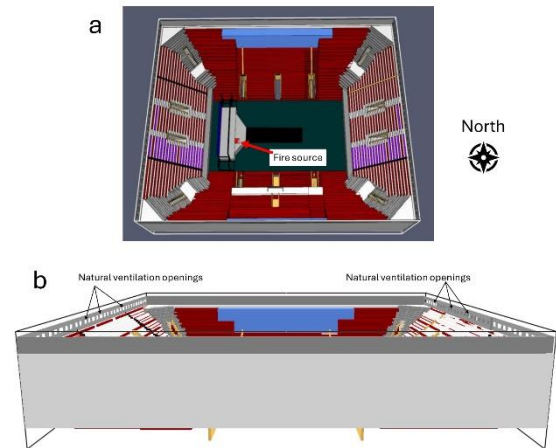 a
North
Fire source
b
Natural ventilation openings
Natural ventilation openings